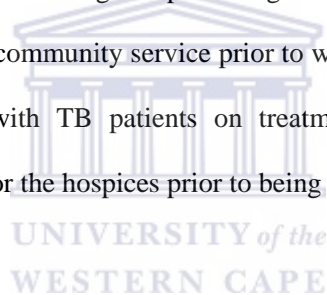 community service prior to w
with TB patients on treatm
or the hospices prior to being
UNIVERSITY of the
WESTERN CAPE